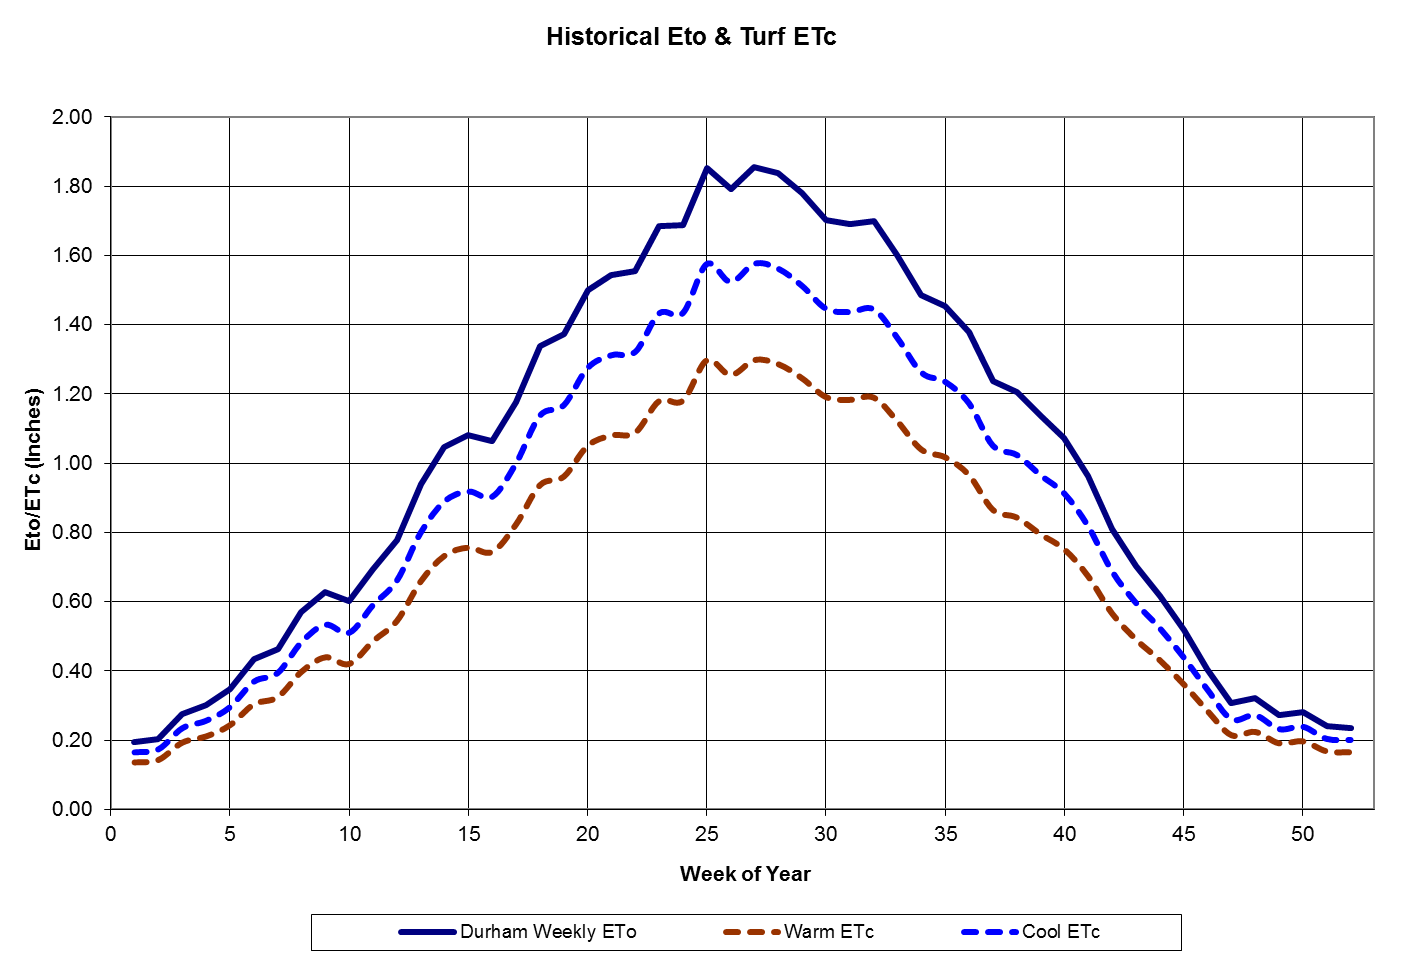 Historical Eto & Turf ETc
2.00
1.80
1.60
1.40
1.20
1.00
0.80
0.60
0.40
0.20
0.00
Eto/ETc (Inches)
0 5 10 15 20 25 30 35 40 45 50
Week of Year
Durham Weekly ETo Warm ETc Cool ETc